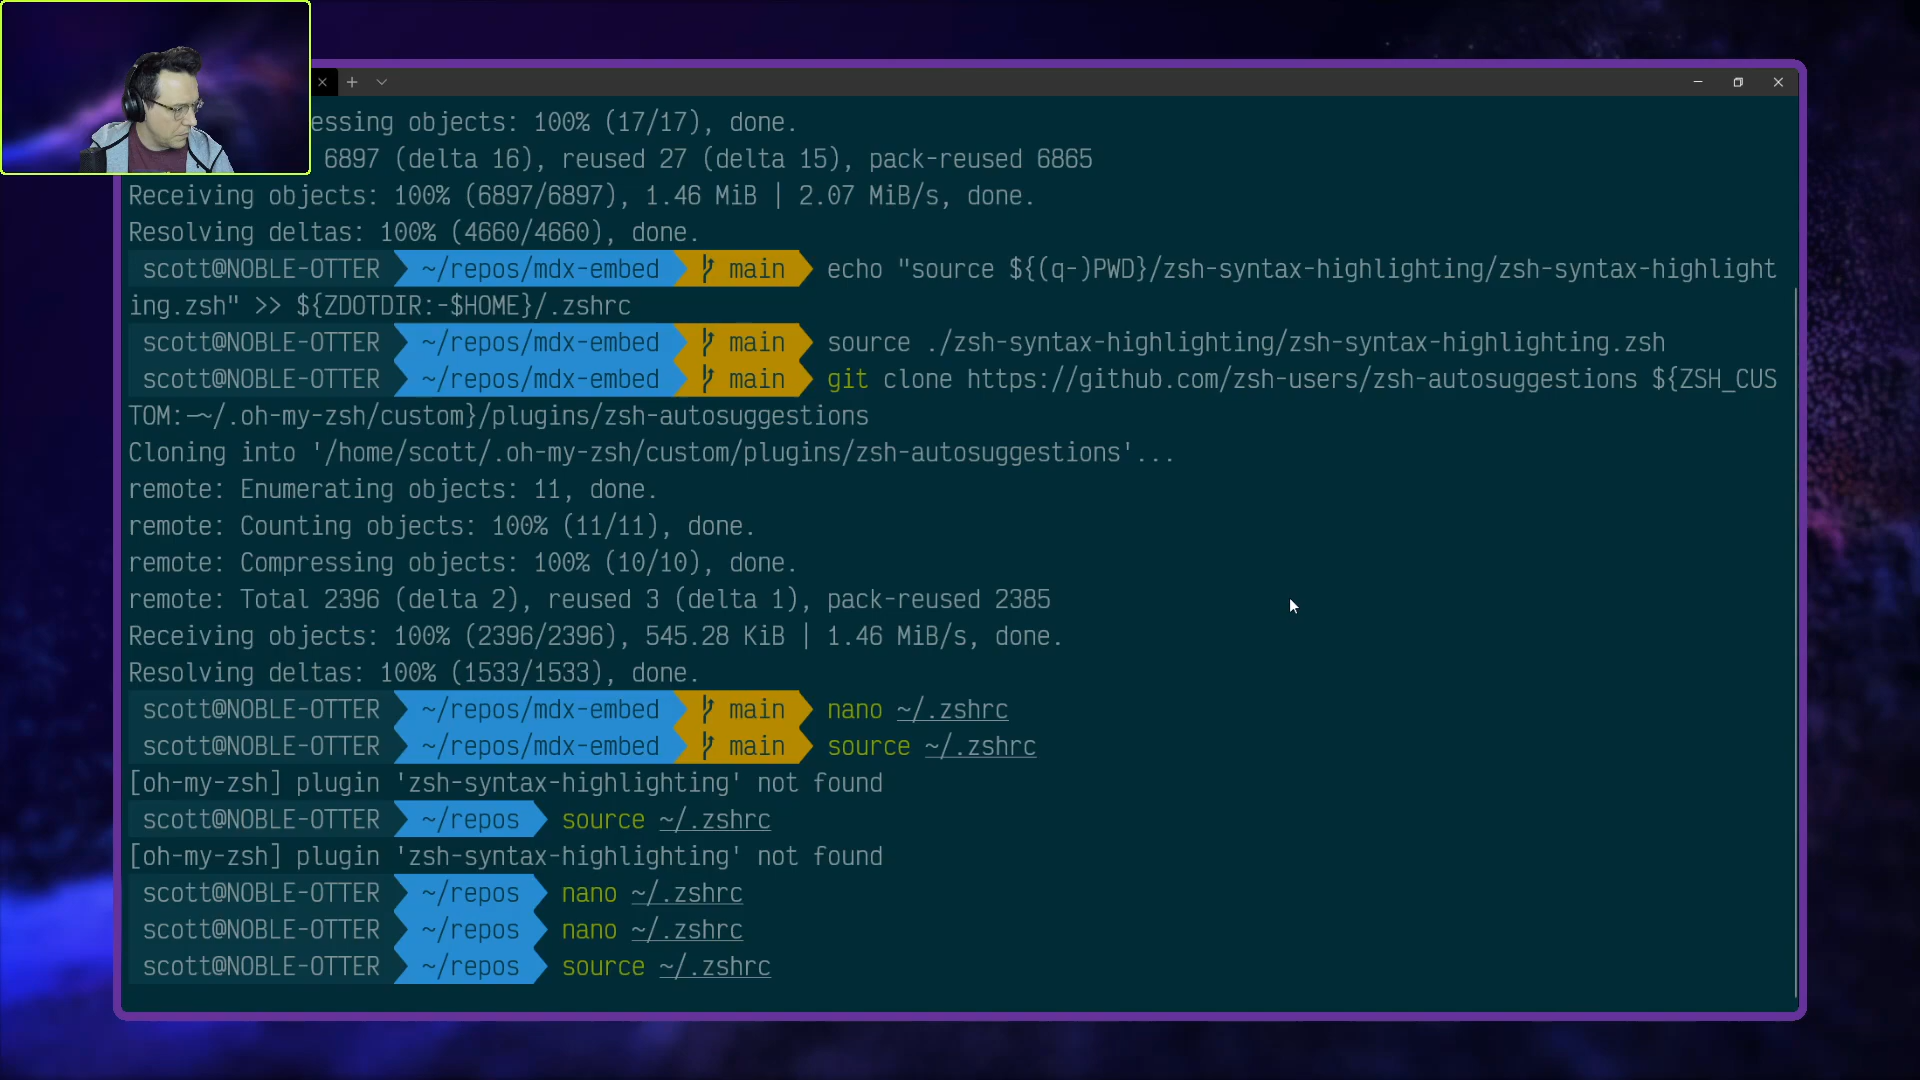 essing objects: 100% (17/17), done.
6897 (delta 16), reused 27 (delta 15), pack-reused 6865
Receiving objects: 100% (6897/6897), 1.46 MiB | 2.07 MiB/s, done.
Resolving deltas: 100% (4660/4660), done.
scott@NOBLE-OTTER ~/repos/mdx-embed main echo "source ${(q-)PWD}/zsh-syntax-highlighting/zsh-syntax-highlight
ing.zsh" >> ${ZDOTDIR:-$HOME}/.zshrc
scott@NOBLE-OTTER ~/repos/mdx-embed main source ./zsh-syntax-highlighting/zsh-syntax-highlighting.zsh
scott@NOBLE-OTTER ~/repos/mdx-embed main git clone https://github.com/zsh-users/zsh-autosuggestions ${ZSH_CUS
TOM:-~/.oh-my-zsh/custom}/plugins/zsh-autosuggestions
Cloning into '/home/scott/.oh-my-zsh/custom/plugins/zsh-autosuggestions'...
remote: Enumerating objects: 11, done.
remote: Counting objects: 100% (11/11), done.
remote: Compressing objects: 100% (10/10), done.
remote: Total 2396 (delta 2), reused 3 (delta 1), pack-reused 2385
Receiving objects: 100% (2396/2396), 545.28 KiB | 1.46 MiB/s, done.
Resolving deltas: 100% (1533/1533), done.
scott@NOBLE-OTTER ~/repos/mdx-embed main nano ~/.zshrc
scott@NOBLE-OTTER ~/repos/mdx-embed main source ~/.zshrc
[oh-my-zsh] plugin 'zsh-syntax-highlighting' not found
scott@NOBLE-OTTER ~/repos source ~/.zshrc
[oh-my-zsh] plugin 'zsh-syntax-highlighting' not found
scott@NOBLE-OTTER ~/repos nano ~/.zshrc
scott@NOBLE-OTTER ~/repos nano ~/.zshrc
scott@NOBLE-OTTER ~/repos source ~/.zshrc